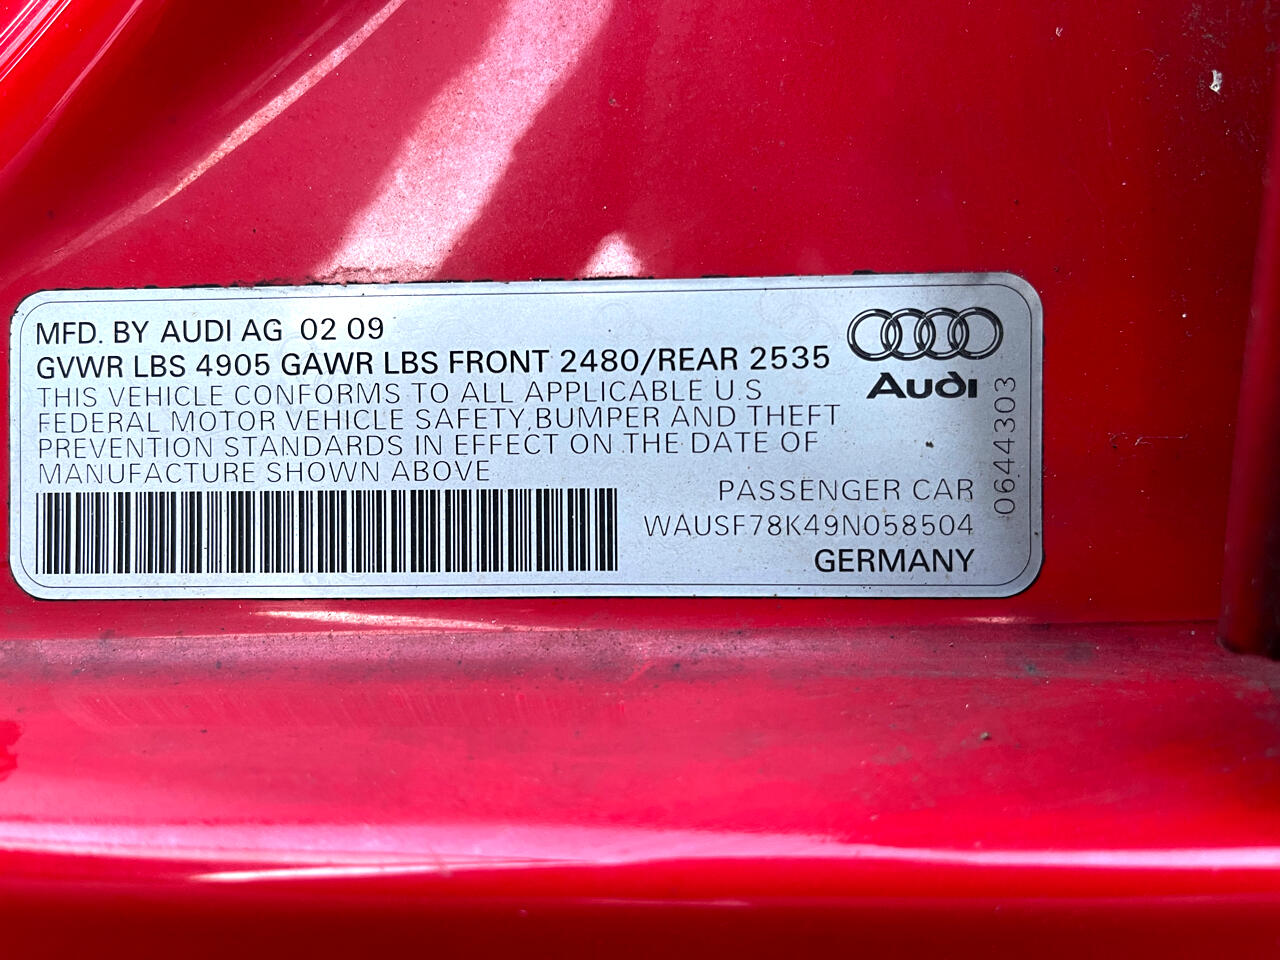 MFD. BY AUDI AG 02 09
GVWR LBS 4905 GAWR LBS FRONT 2480/REAR 2535
THIS VEHICLE CONFORMS TO ALL APPLICABLE U.S
FEDERAL MOTOR VEHICLE SAFETY,BUMPER AND THEFT
PREVENTION STANDARDS IN EFFECT ON THE DATE OF
MANUFACTURE SHOWN ABOVE
Audi
0644303
PASSENGER CAR
WAUSF78K49N058504
GERMANY